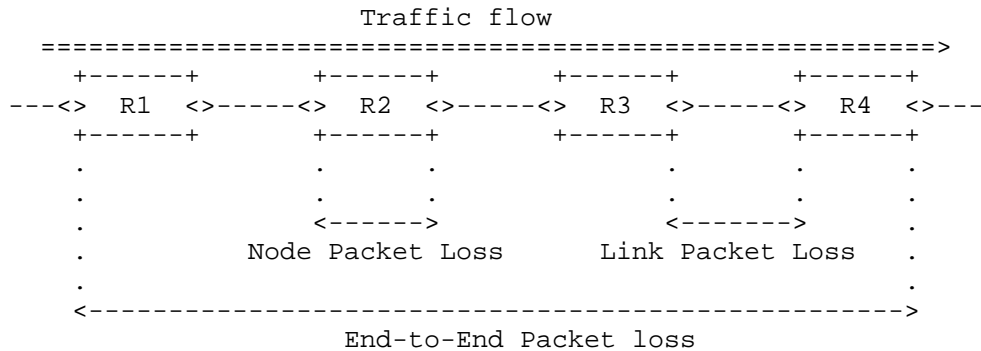 Traffic flow
========================================================>
+------+ +------+ +------+ +------+
---<> R1 <>-----<> R2 <>-----<> R3 <>-----<> R4 <>---
+------+ +------+ +------+ +------+
. . . . . .
. . . . . .
. <------> <-------> .
. Node Packet Loss Link Packet Loss .
. .
<--------------------------------------------------->
End-to-End Packet loss